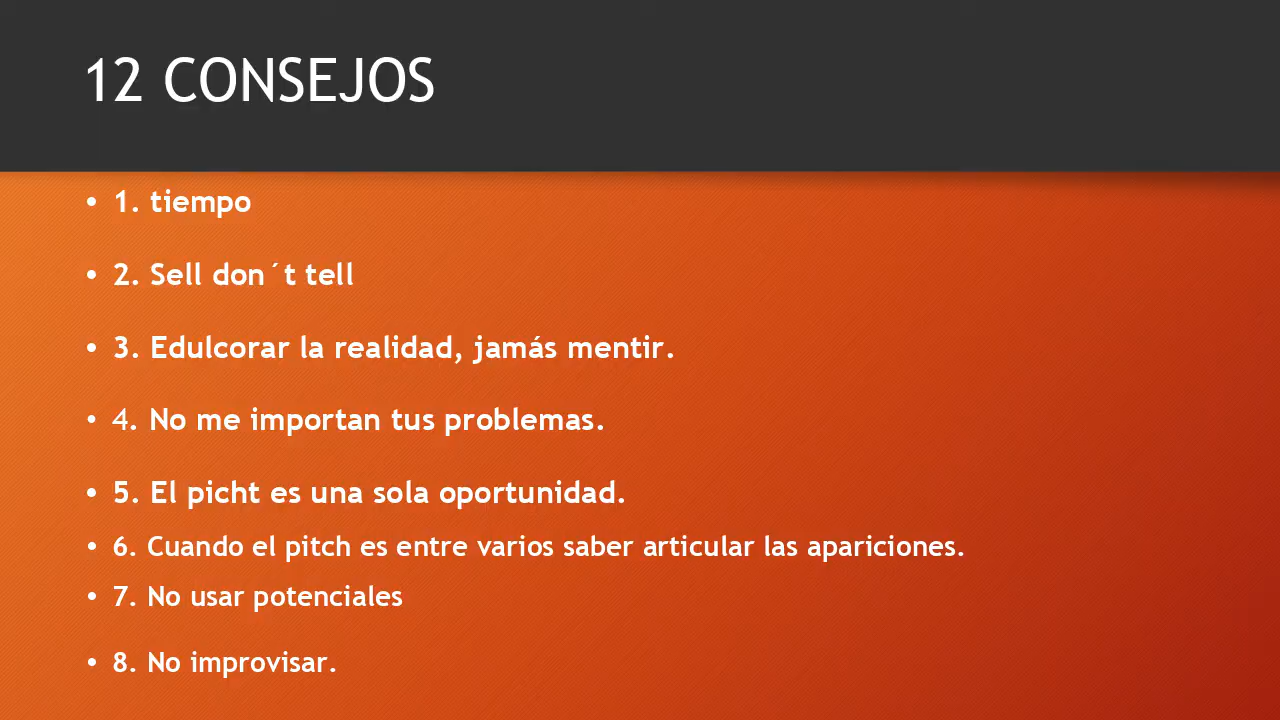 12 CONSEJOS
• 1. tiempo
• 2. Sell don´t tell
• 3. Edulcorar la realidad, jamás mentir.
• 4. No me importan tus problemas.
• 5. El picht es una sola oportunidad.
• 6. Cuando el pitch es entre varios saber articular las apariciones.
• 7. No usar potenciales
• 8. No improvisar.